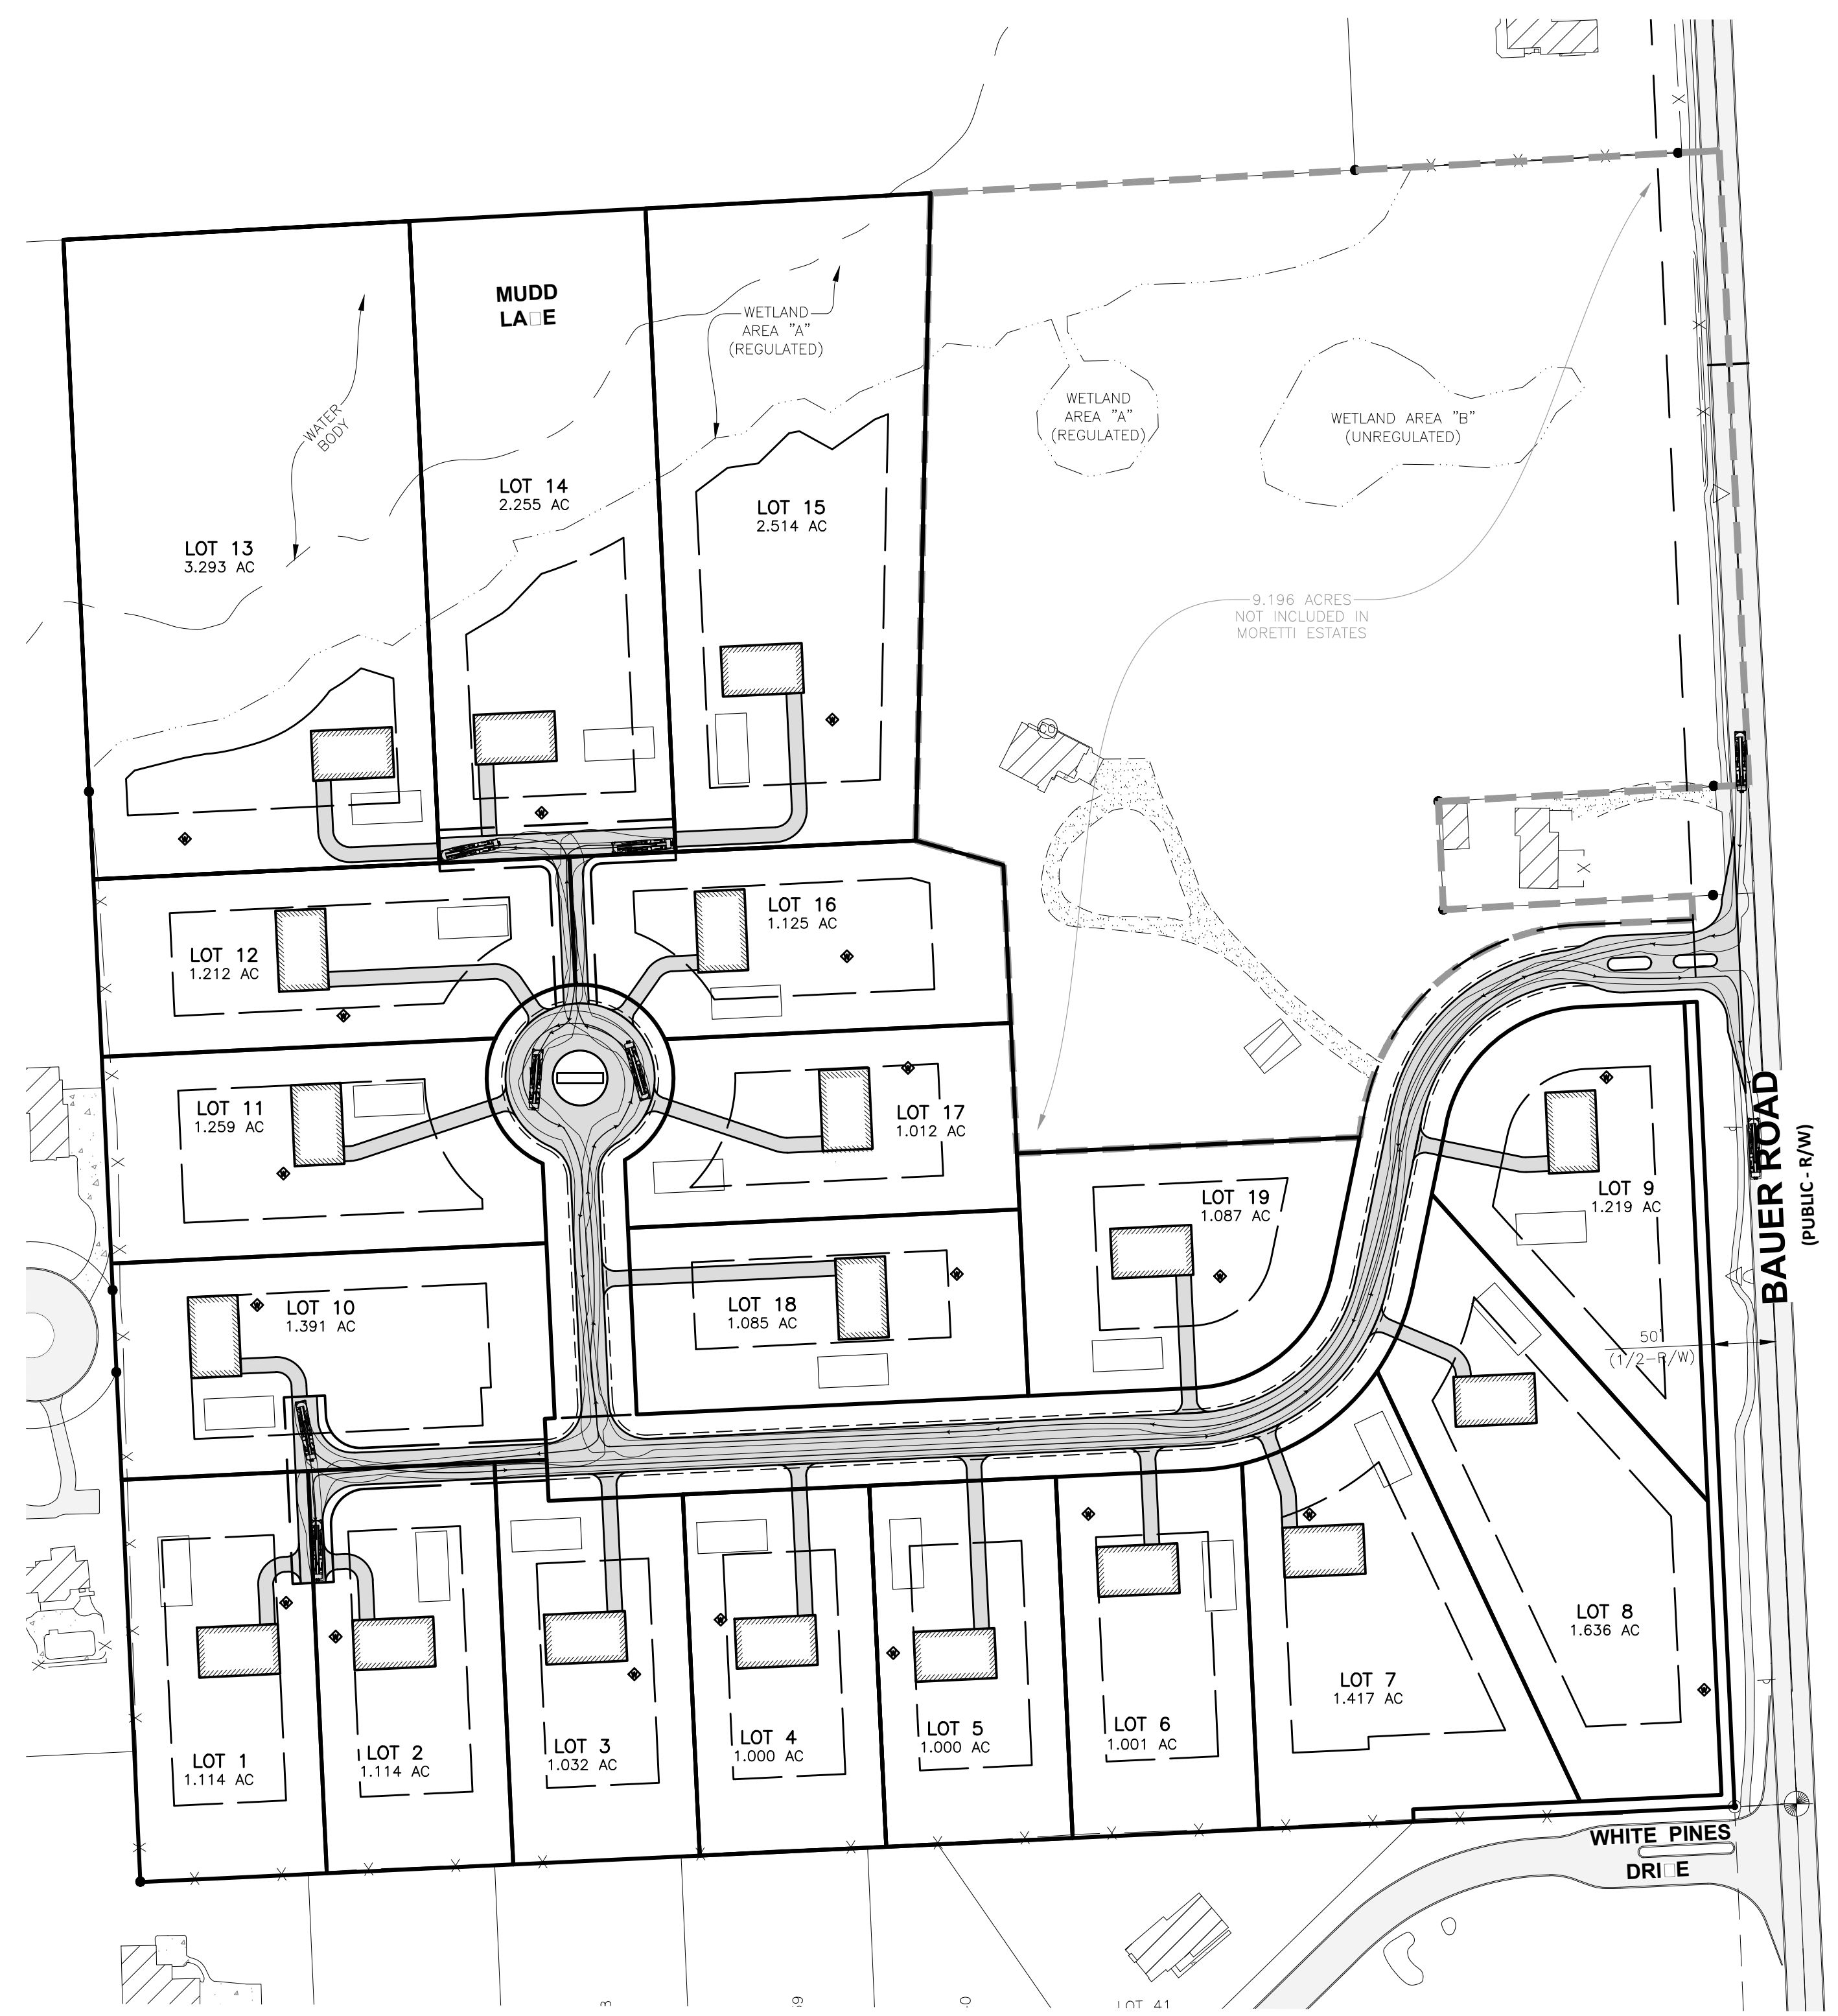 MUDD
LA□E
WETLAND
AREA "A"
(REGULATED)
WATER
BODY
WETLAND
AREA "A"
(REGULATED)
WETLAND AREA "B"
(UNREGULATED)
LOT 13
3.293 AC
LOT 14
2.255 AC
LOT 15
2.514 AC
9.196 ACRES
NOT INCLUDED IN
MORETTI ESTATES
CO
LOT 12
1.212 AC
LOT 16
1.125 AC
LOT 11
1.259 AC
LOT 17
1.012 AC
LOT 10
1.391 AC
LOT 18
1.085 AC
LOT 19
1.087 AC
LOT 9
1.219 AC
BAUER ROAD
(PUBLIC - R/W)
50'
(1/2-R/W)
LOT 1
1.114 AC
LOT 2
1.114 AC
LOT 3
1.032 AC
LOT 4
1.000 AC
LOT 5
1.000 AC
LOT 6
1.001 AC
LOT 7
1.417 AC
LOT 8
1.636 AC
WHITE PINES
DRI□E
LOT 41